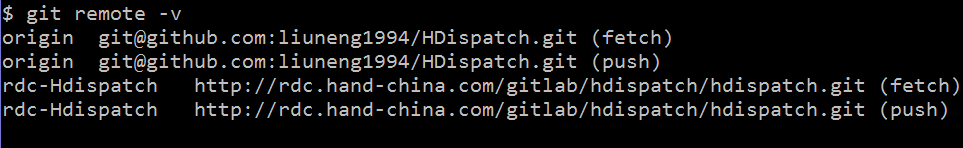 $ git remote -v
origin  git@github.com:liuneng1994/HDispatch.git (fetch)
origin  git@github.com:liuneng1994/HDispatch.git (push)
rdc-Hdispatch   http://rdc.hand-china.com/gitlab/hdispatch/hdispatch.git (fetch)
rdc-Hdispatch   http://rdc.hand-china.com/gitlab/hdispatch/hdispatch.git (push)